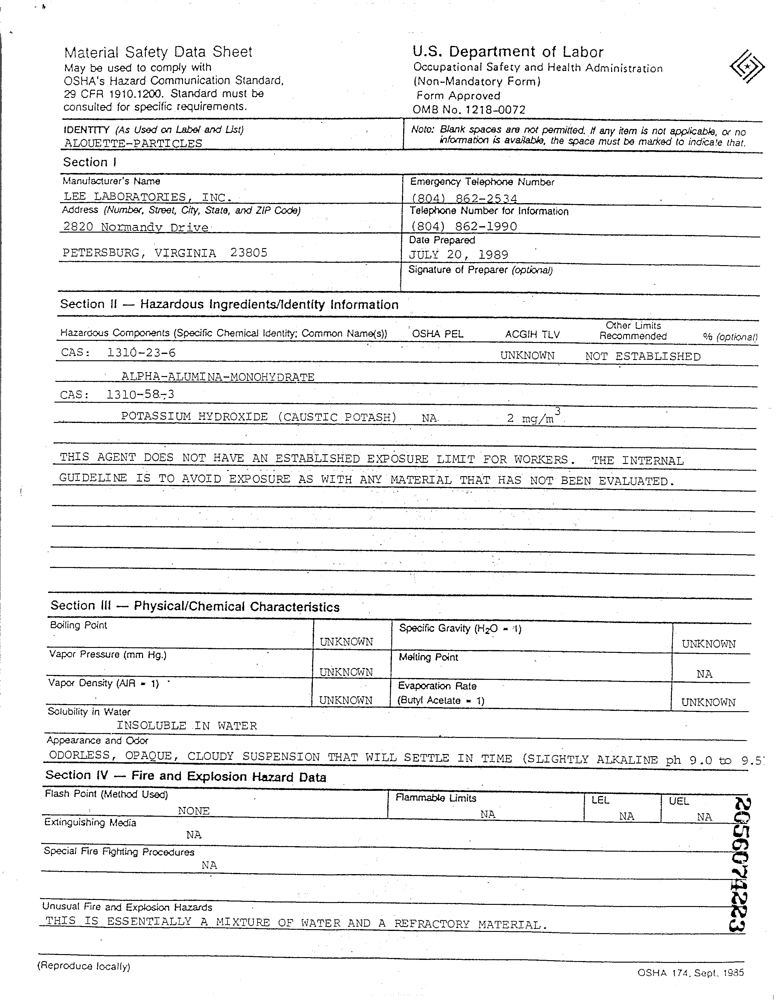 Material Safety Data Sheet
May be used to comply with
OSHA's Hazard Communication Standard,
29 CFR 1910.1200. Standard must be
consulted for specific requirements.
U.S. Department of Labor
Occupational Safety and Health Administration
(Non-Mandatory Form)
Form Approved
OMB No. 1218-0072
IDENTITY (As Used on Label and List)
ALOUETTE-PARTICLES
Note: Blank spaces are not permitted. If any item is not applicable, or no
information is available, the space must be marked to indicate that.
Section I
Manufacturer's Name
LEE LABORATORIES, INC.
Emergency Telephone Number
(804) 862-2534
Address (Number, Street, City, State, and ZIP Code)
2820 Normandy Drive
Telephone Number for Information
(804) 862-1990
PETERSBURG, VIRGINIA 23805
Date Prepared
JULY 20, 1989
Signature of Preparer (optional)
Section II — Hazardous Ingredients/Identity Information
Hazardous Components (Specific Chemical Identity; Common Name(s)) OSHA PEL ACGIH TLV Other Limits Recommended % (optional)
CAS: 1310-23-6 UNKNOWN NOT ESTABLISHED
ALPHA-ALUMINA-MONOHYDRATE
CAS: 1310-58-3
POTASSIUM HYDROXIDE (CAUSTIC POTASH) NA 2 mg/m3
THIS AGENT DOES NOT HAVE AN ESTABLISHED EXPOSURE LIMIT FOR WORKERS. THE INTERNAL
GUIDELINE IS TO AVOID EXPOSURE AS WITH ANY MATERIAL THAT HAS NOT BEEN EVALUATED.
Section III — Physical/Chemical Characteristics
Boiling Point UNKNOWN
Specific Gravity (H2O = 1) UNKNOWN
Vapor Pressure (mm Hg.) UNKNOWN
Melting Point NA
Vapor Density (AIR = 1) UNKNOWN
Evaporation Rate
(Butyl Acetate = 1) UNKNOWN
Solubility in Water
INSOLUBLE IN WATER
Appearance and Odor
ODORLESS, OPAQUE, CLOUDY SUSPENSION THAT WILL SETTLE IN TIME (SLIGHTLY ALKALINE ph 9.0 to 9.5)
Section IV — Fire and Explosion Hazard Data
Flash Point (Method Used)
NONE
Flammable Limits
NA
LEL
NA
UEL
NA
Extinguishing Media
NA
Special Fire Fighting Procedures
NA
Unusual Fire and Explosion Hazards
THIS IS ESSENTIALLY A MIXTURE OF WATER AND A REFRACTORY MATERIAL.
2056074223
(Reproduce locally)
OSHA 174, Sept. 1985